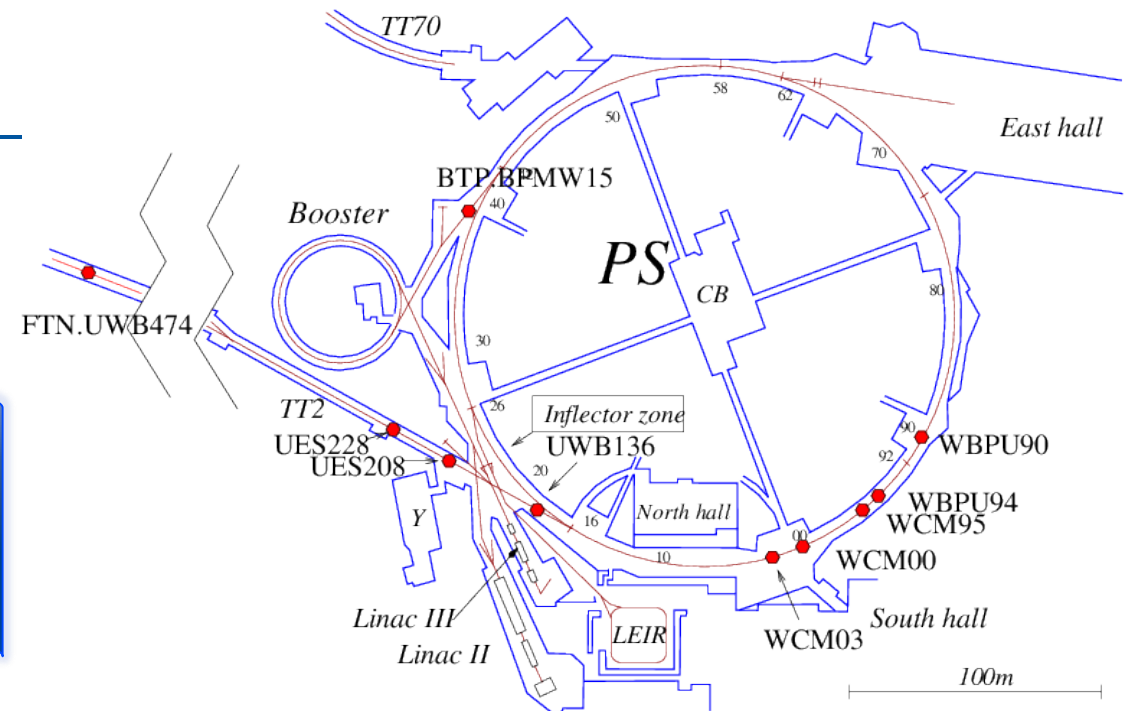 TT70
58
62
50
East hall
70
BTP.BPMW15
40
Booster
PS
CB
80
FTN.UWB474
30
TT2
26
Inflector zone
UES228
UWB136
90
WBPU90
UES208
20
92
WBPU94
Y
16
North hall
WCM95
00
10
WCM00
Linac III
South hall
LEIR
WCM03
Linac II
100m